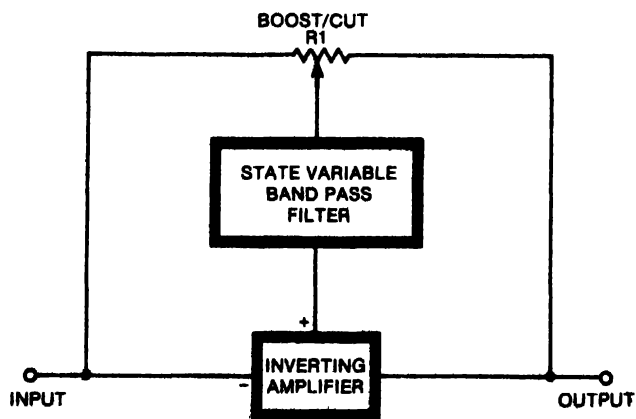 BOOST/CUT
R1
STATE VARIABLE
BAND PASS
FILTER
+
-
INVERTING
AMPLIFIER
INPUT
OUTPUT